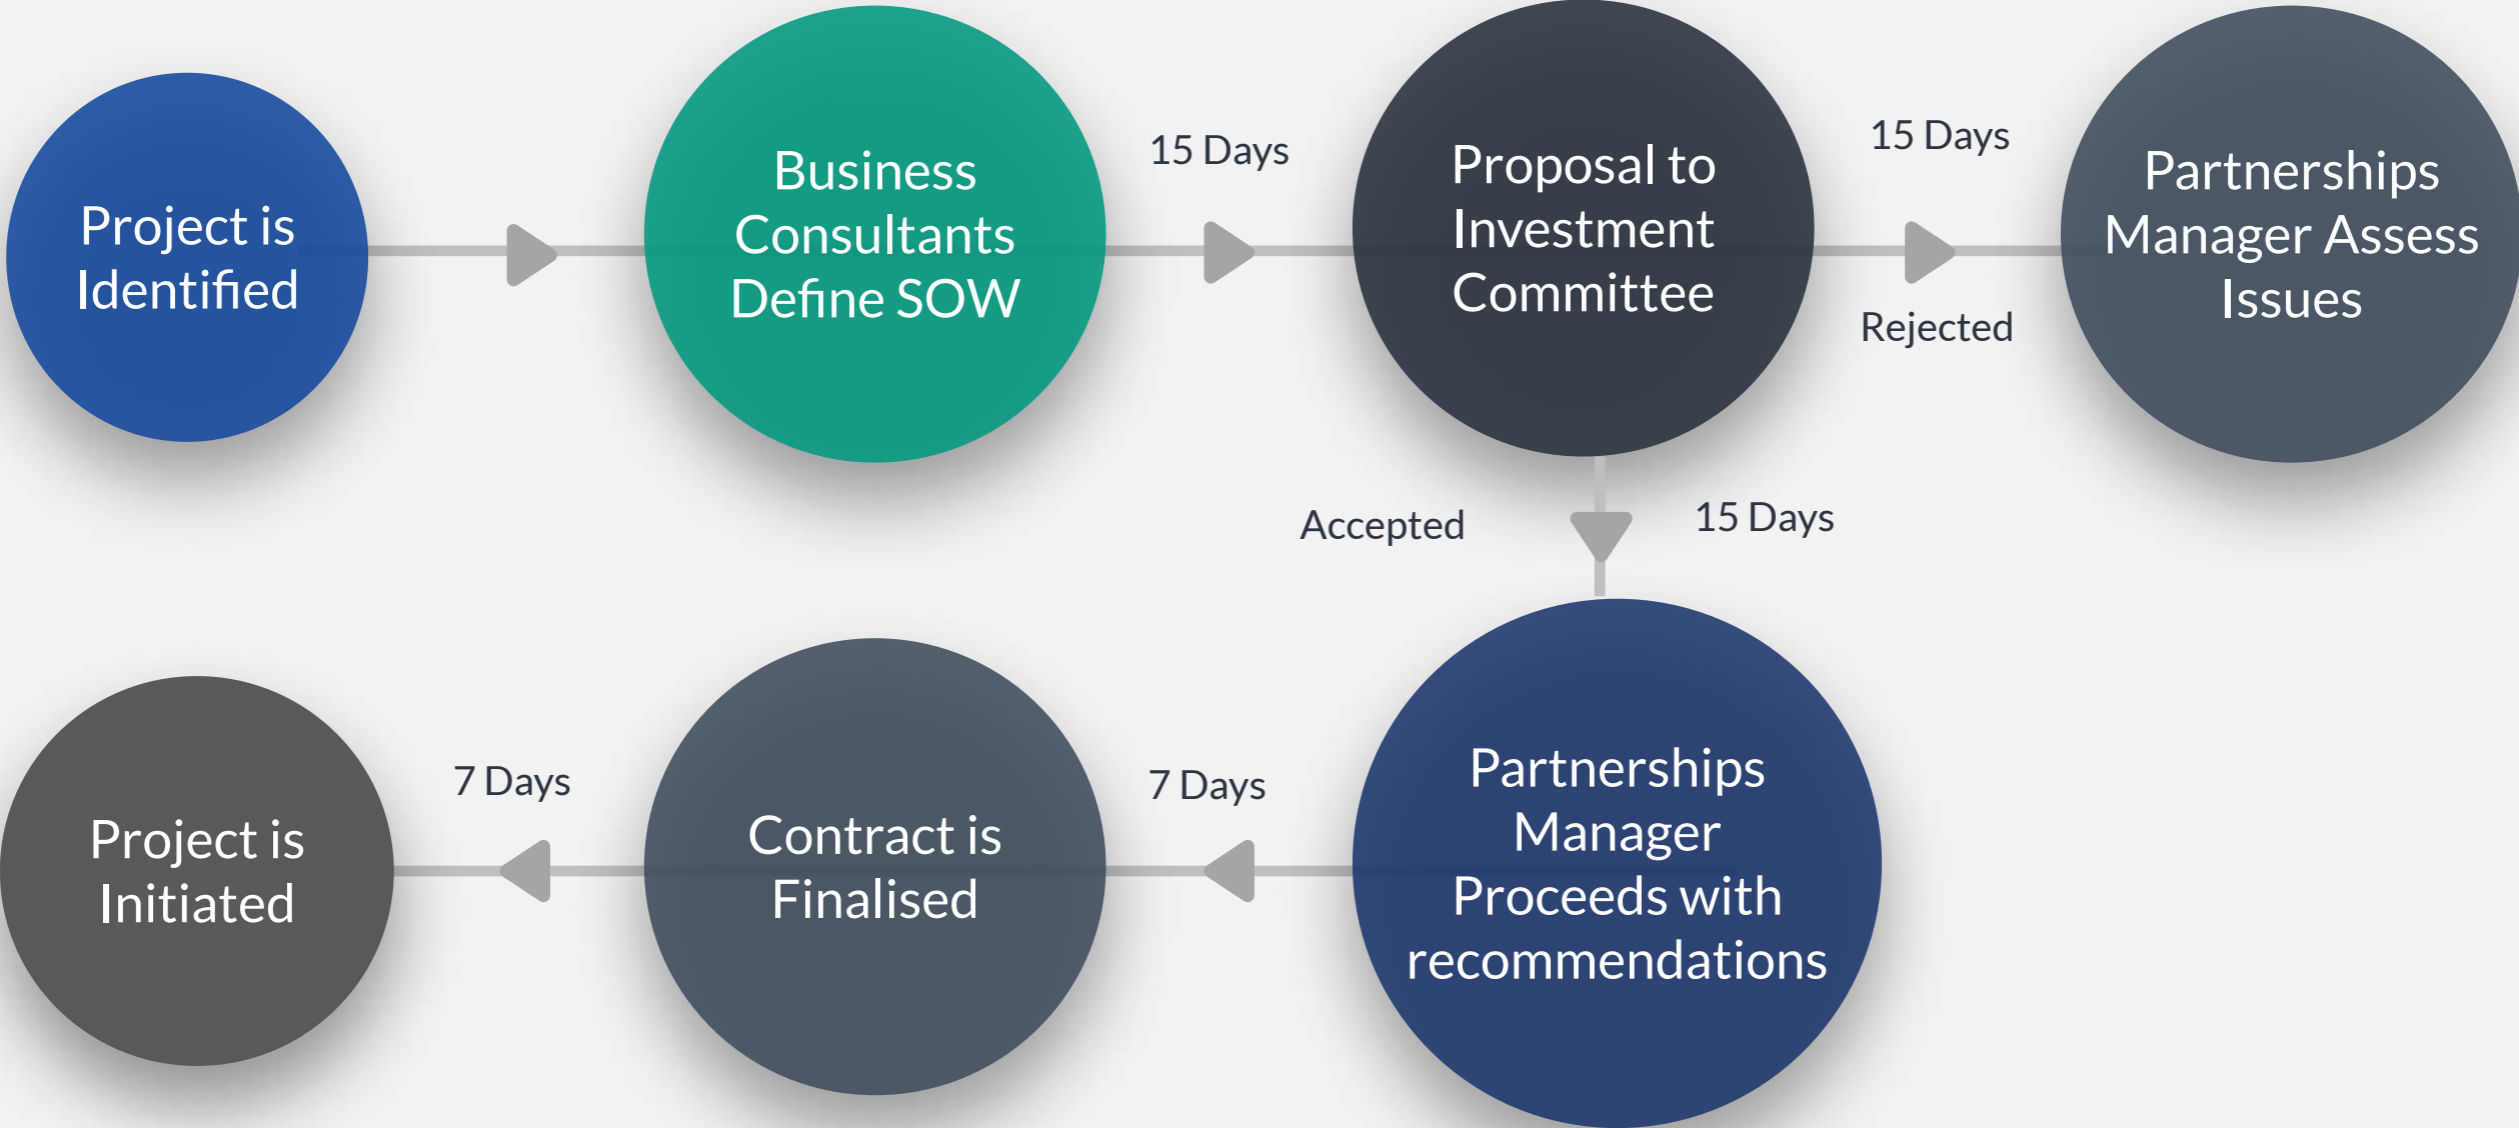 Project is
Identified
Business
Consultants
Define SOW
15 Days
Proposal to
Investment
Committee
15 Days
Rejected
Partnerships
Manager Assess
Issues
Accepted
15 Days
Partnerships
Manager
Proceeds with
recommendations
7 Days
Contract is
Finalised
7 Days
Project is
Initiated